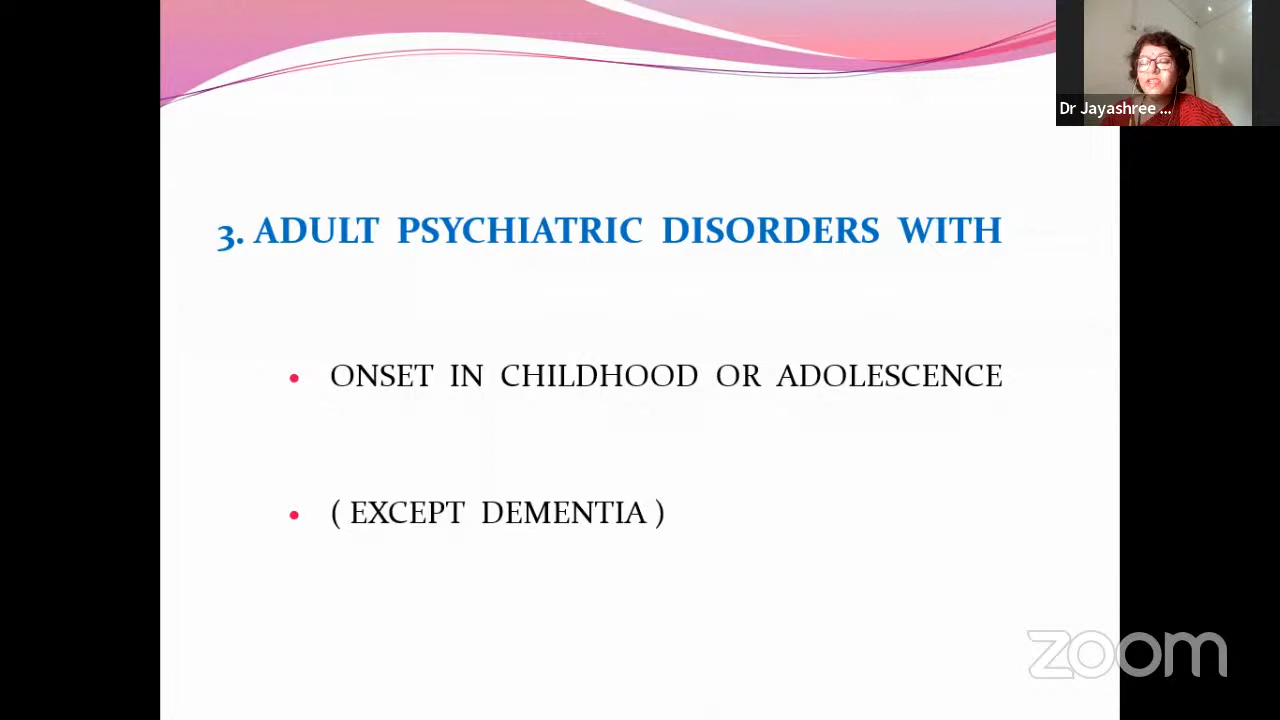 Dr Jayashree ...
3. ADULT PSYCHIATRIC DISORDERS WITH
• ONSET IN CHILDHOOD OR ADOLESCENCE
• ( EXCEPT DEMENTIA )
zoom